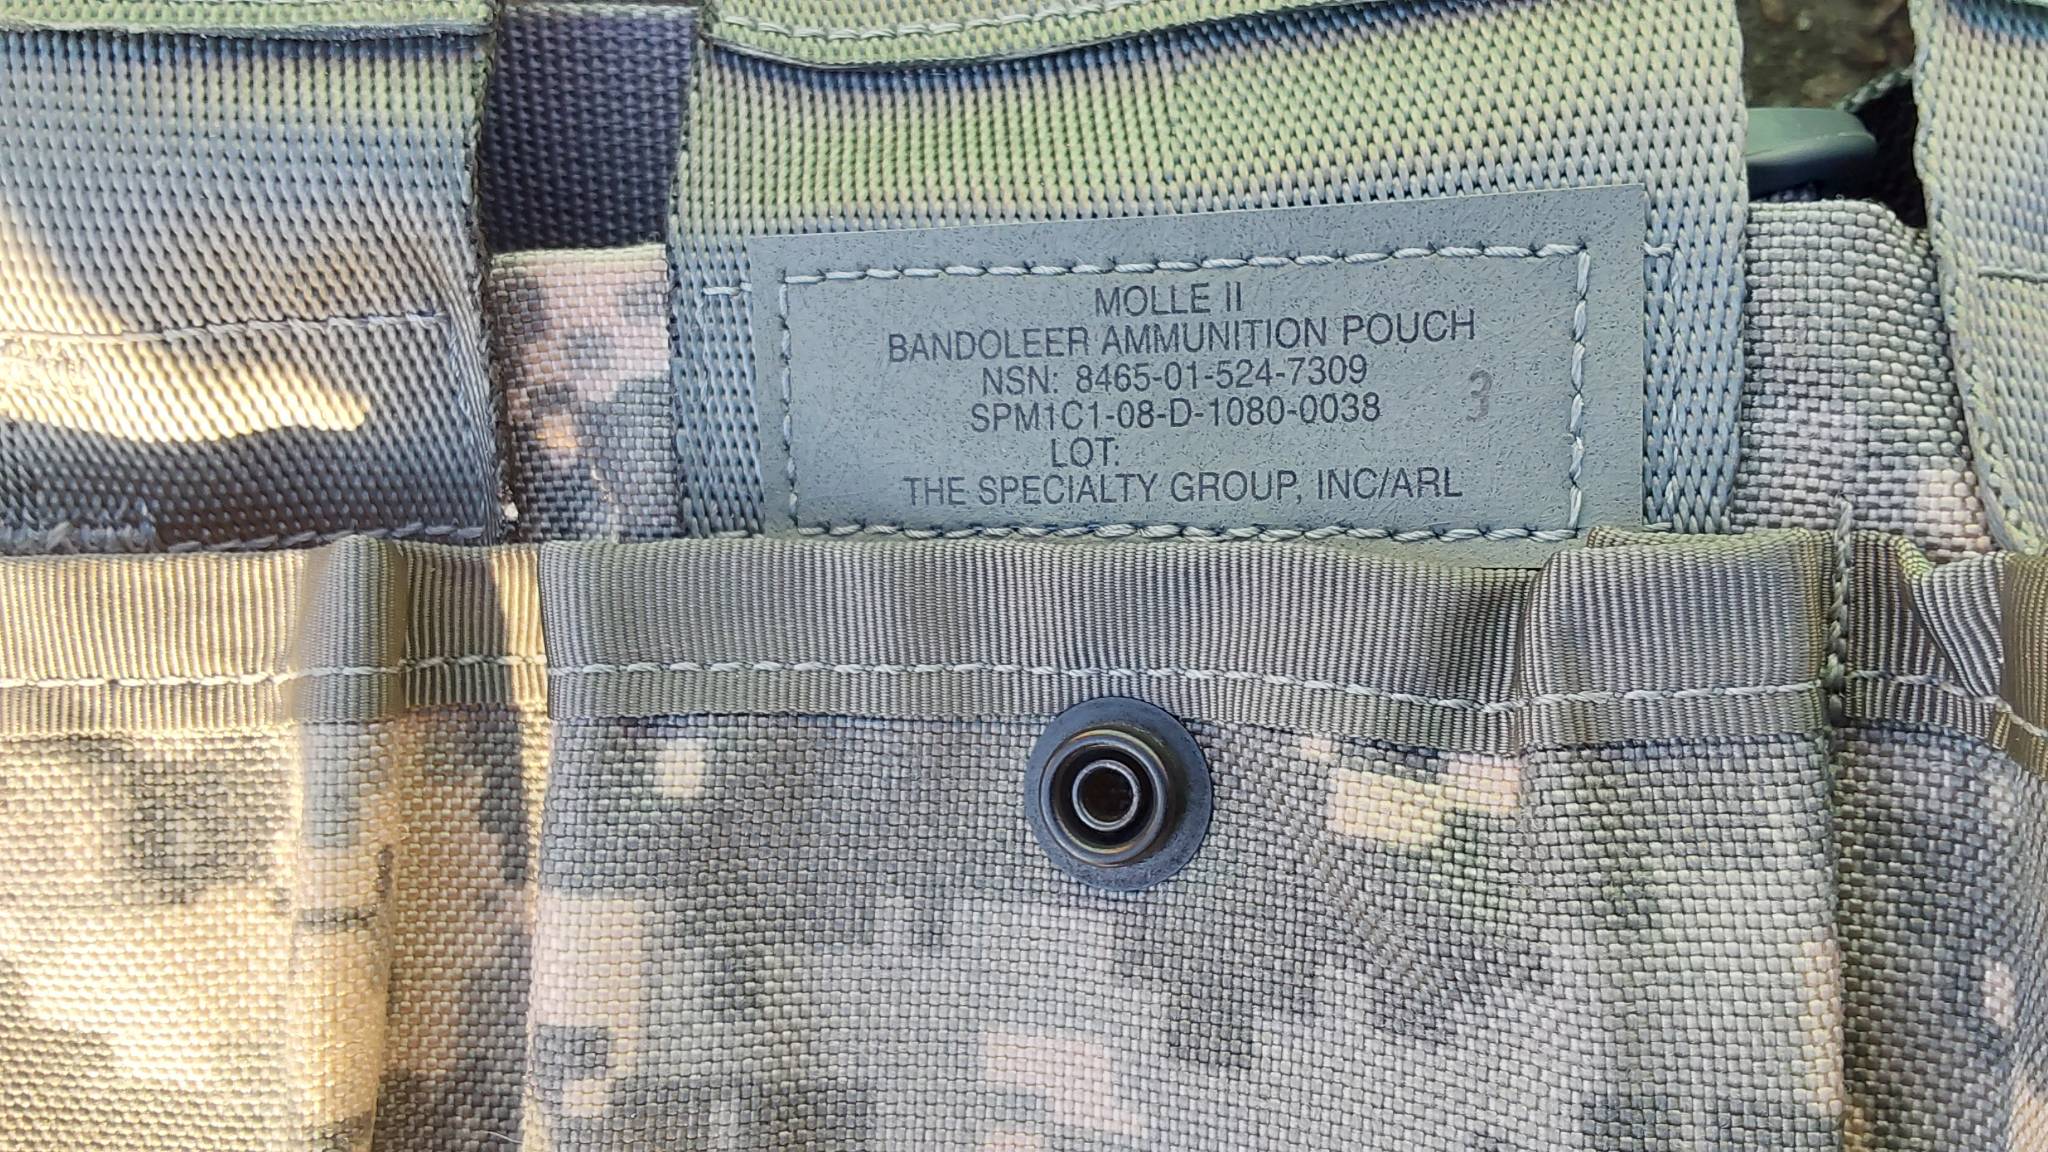 MOLLE II
BANDOLEER AMMUNITION POUCH
NSN: 8465-01-524-7309
SPM1C1-08-D-1080-0038 3
LOT:
THE SPECIALTY GROUP, INC/ARL